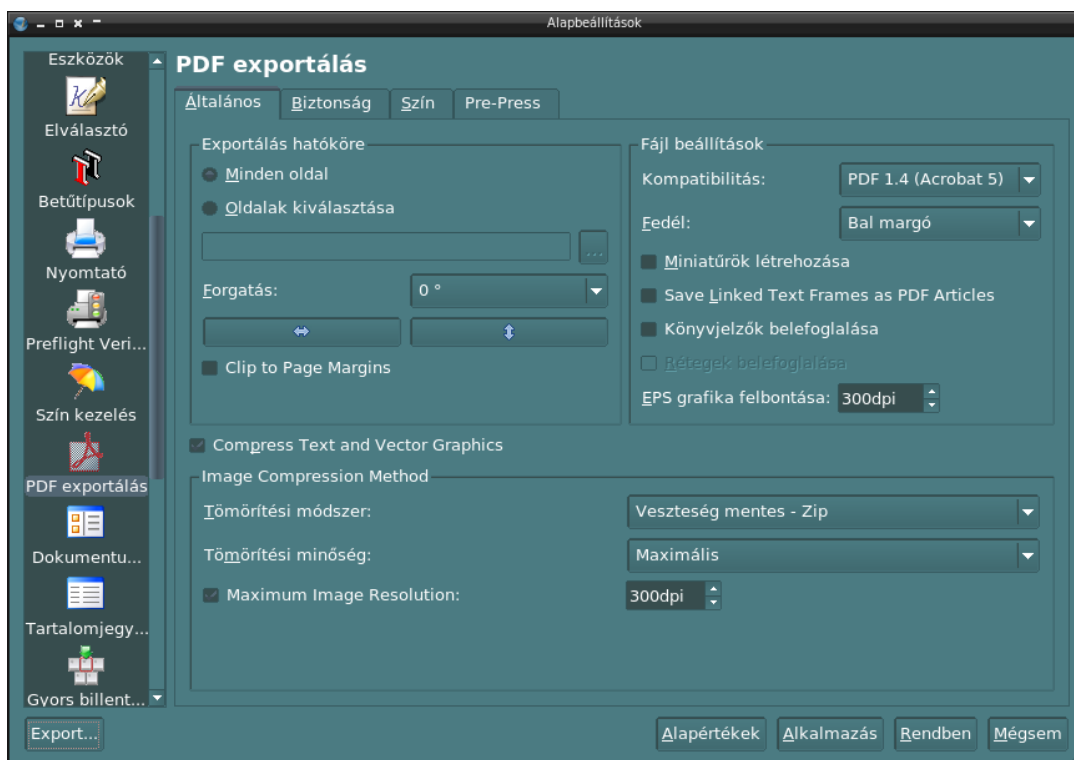 Alapbeállítások
Eszközök
Elválasztó
Betűtípusok
Nyomtató
Preflight Veri...
Szín kezelés
PDF exportálás
Dokumentu...
Tartalomjegy...
Gyors billent...
PDF exportálás
Általános Biztonság Szín Pre-Press
Exportálás hatóköre
Minden oldal
Oldalak kiválasztása
...
Forgatás: 0 °
Clip to Page Margins
Fájl beállítások
Kompatibilitás: PDF 1.4 (Acrobat 5)
Fedél: Bal margó
Miniatűrök létrehozása
Save Linked Text Frames as PDF Articles
Könyvjelzők belefoglalása
Rétegek belefoglalása
EPS grafika felbontása: 300dpi
Compress Text and Vector Graphics
Image Compression Method
Tömörítési módszer: Veszteség mentes - Zip
Tömörítési minőség: Maximális
Maximum Image Resolution: 300dpi
Export... Alapértékek Alkalmazás Rendben Mégsem